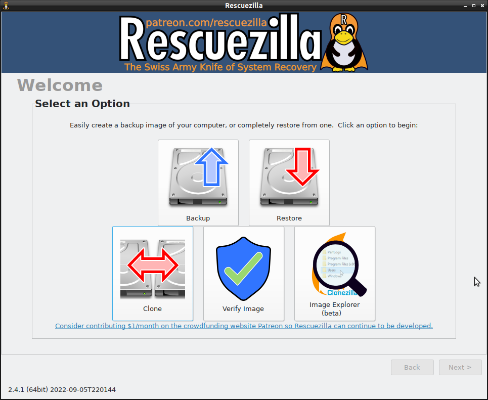 Rescuezilla
patreon.com/rescuezilla
Rescuezilla
R
The Swiss Army Knife of System Recovery
Welcome
Select an Option
Easily create a backup image of your computer, or completely restore from one. Click an option to begin:
Backup
Restore
Clone
Verify Image
Image Explorer
(beta)
Consider contributing $1/month on the crowdfunding website Patreon so Rescuezilla can continue to be developed.
Back
Next >
2.4.1 (64bit) 2022-09-05T220144